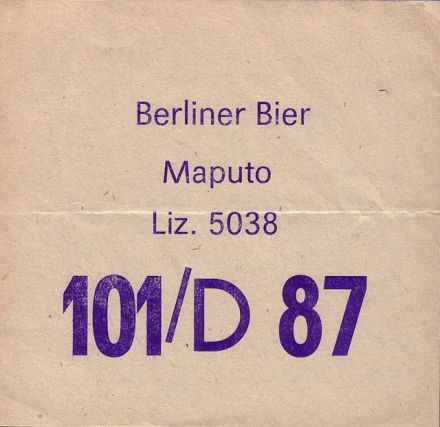 Berliner Bier
Maputo
Liz. 5038
101/D 87